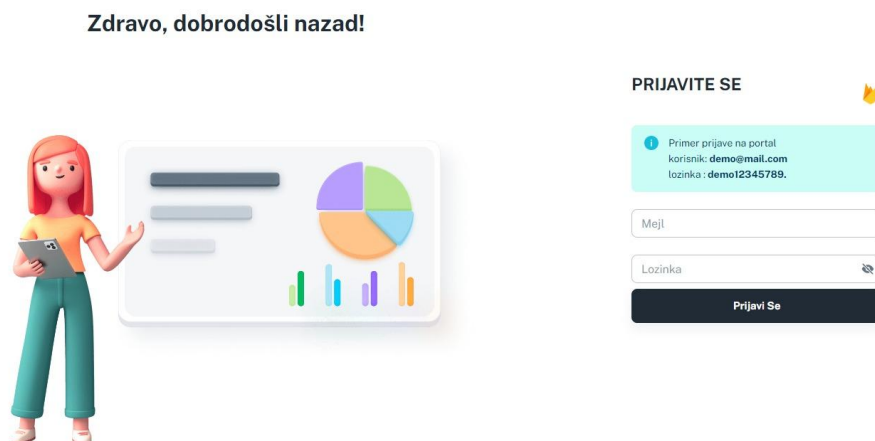 Zdravo, dobrodošli nazad!
PRIJAVITE SE
Primer prijave na portal
korisnik: demo@mail.com
lozinka : demo12345789.
Mejl
Lozinka
Prijavi Se